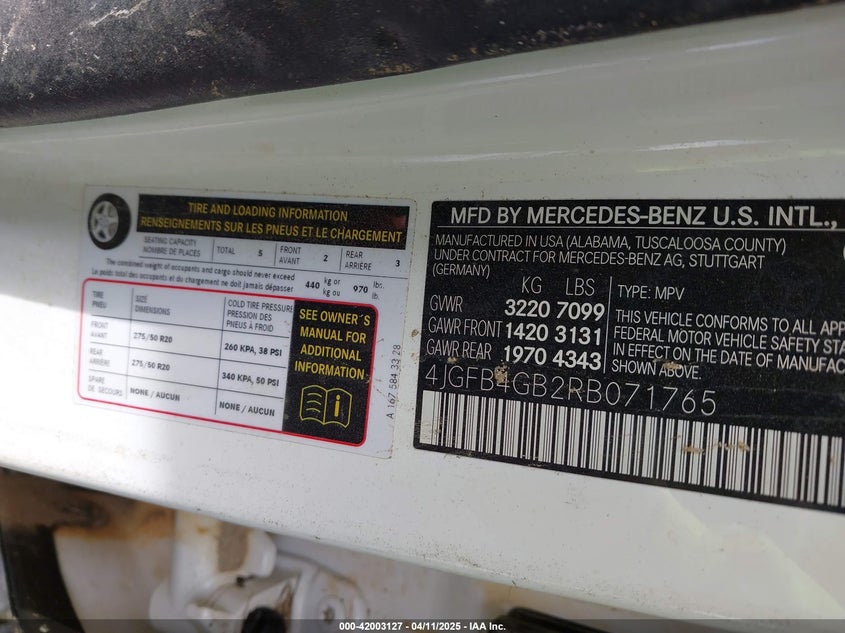 TIRE AND LOADING INFORMATION
RENSEIGNEMENTS SUR LES PNEUS ET LE CHARGEMENT
SEATING CAPACITY
NOMBRE DE PLACES
TOTAL 5
FRONT
AVANT
2
REAR
ARRIÈRE
3
The combined weight of occupants and cargo should never exceed
Le poids total des occupants et du chargement ne doit jamais dépasser
440 kg or
kg ou
970 lbs.
lb.
TIRE
PNEU
SIZE
DIMENSIONS
COLD TIRE PRESSURE
PRESSION DES
PNEUS À FROID
FRONT
AVANT
275/50 R20
260 KPA, 38 PSI
REAR
ARRIÈRE
275/50 R20
340 KPA, 50 PSI
SPARE
DE SECOURS
NONE / AUCUN
NONE / AUCUN
SEE OWNER´S
MANUAL FOR
ADDITIONAL
INFORMATION
A 167 584 33 28
MFD BY MERCEDES-BENZ U.S. INTL.,
MANUFACTURED IN USA (ALABAMA, TUSCALOOSA COUNTY)
UNDER CONTRACT FOR MERCEDES-BENZ AG, STUTTGART
(GERMANY)
KG LBS
GWWR 3220 7099
GAWR FRONT 1420 3131
GAWR REAR 1970 4343
TYPE: MPV
THIS VEHICLE CONFORMS TO ALL APP
FEDERAL MOTOR VEHICLE SAFETY STA
IN EFFECT ON THE DATE OF MANUFAC
SHOWN ABOVE.
4JGFB4GB2RB071765
000-42003127 - 04/11/2025 - IAA Inc.